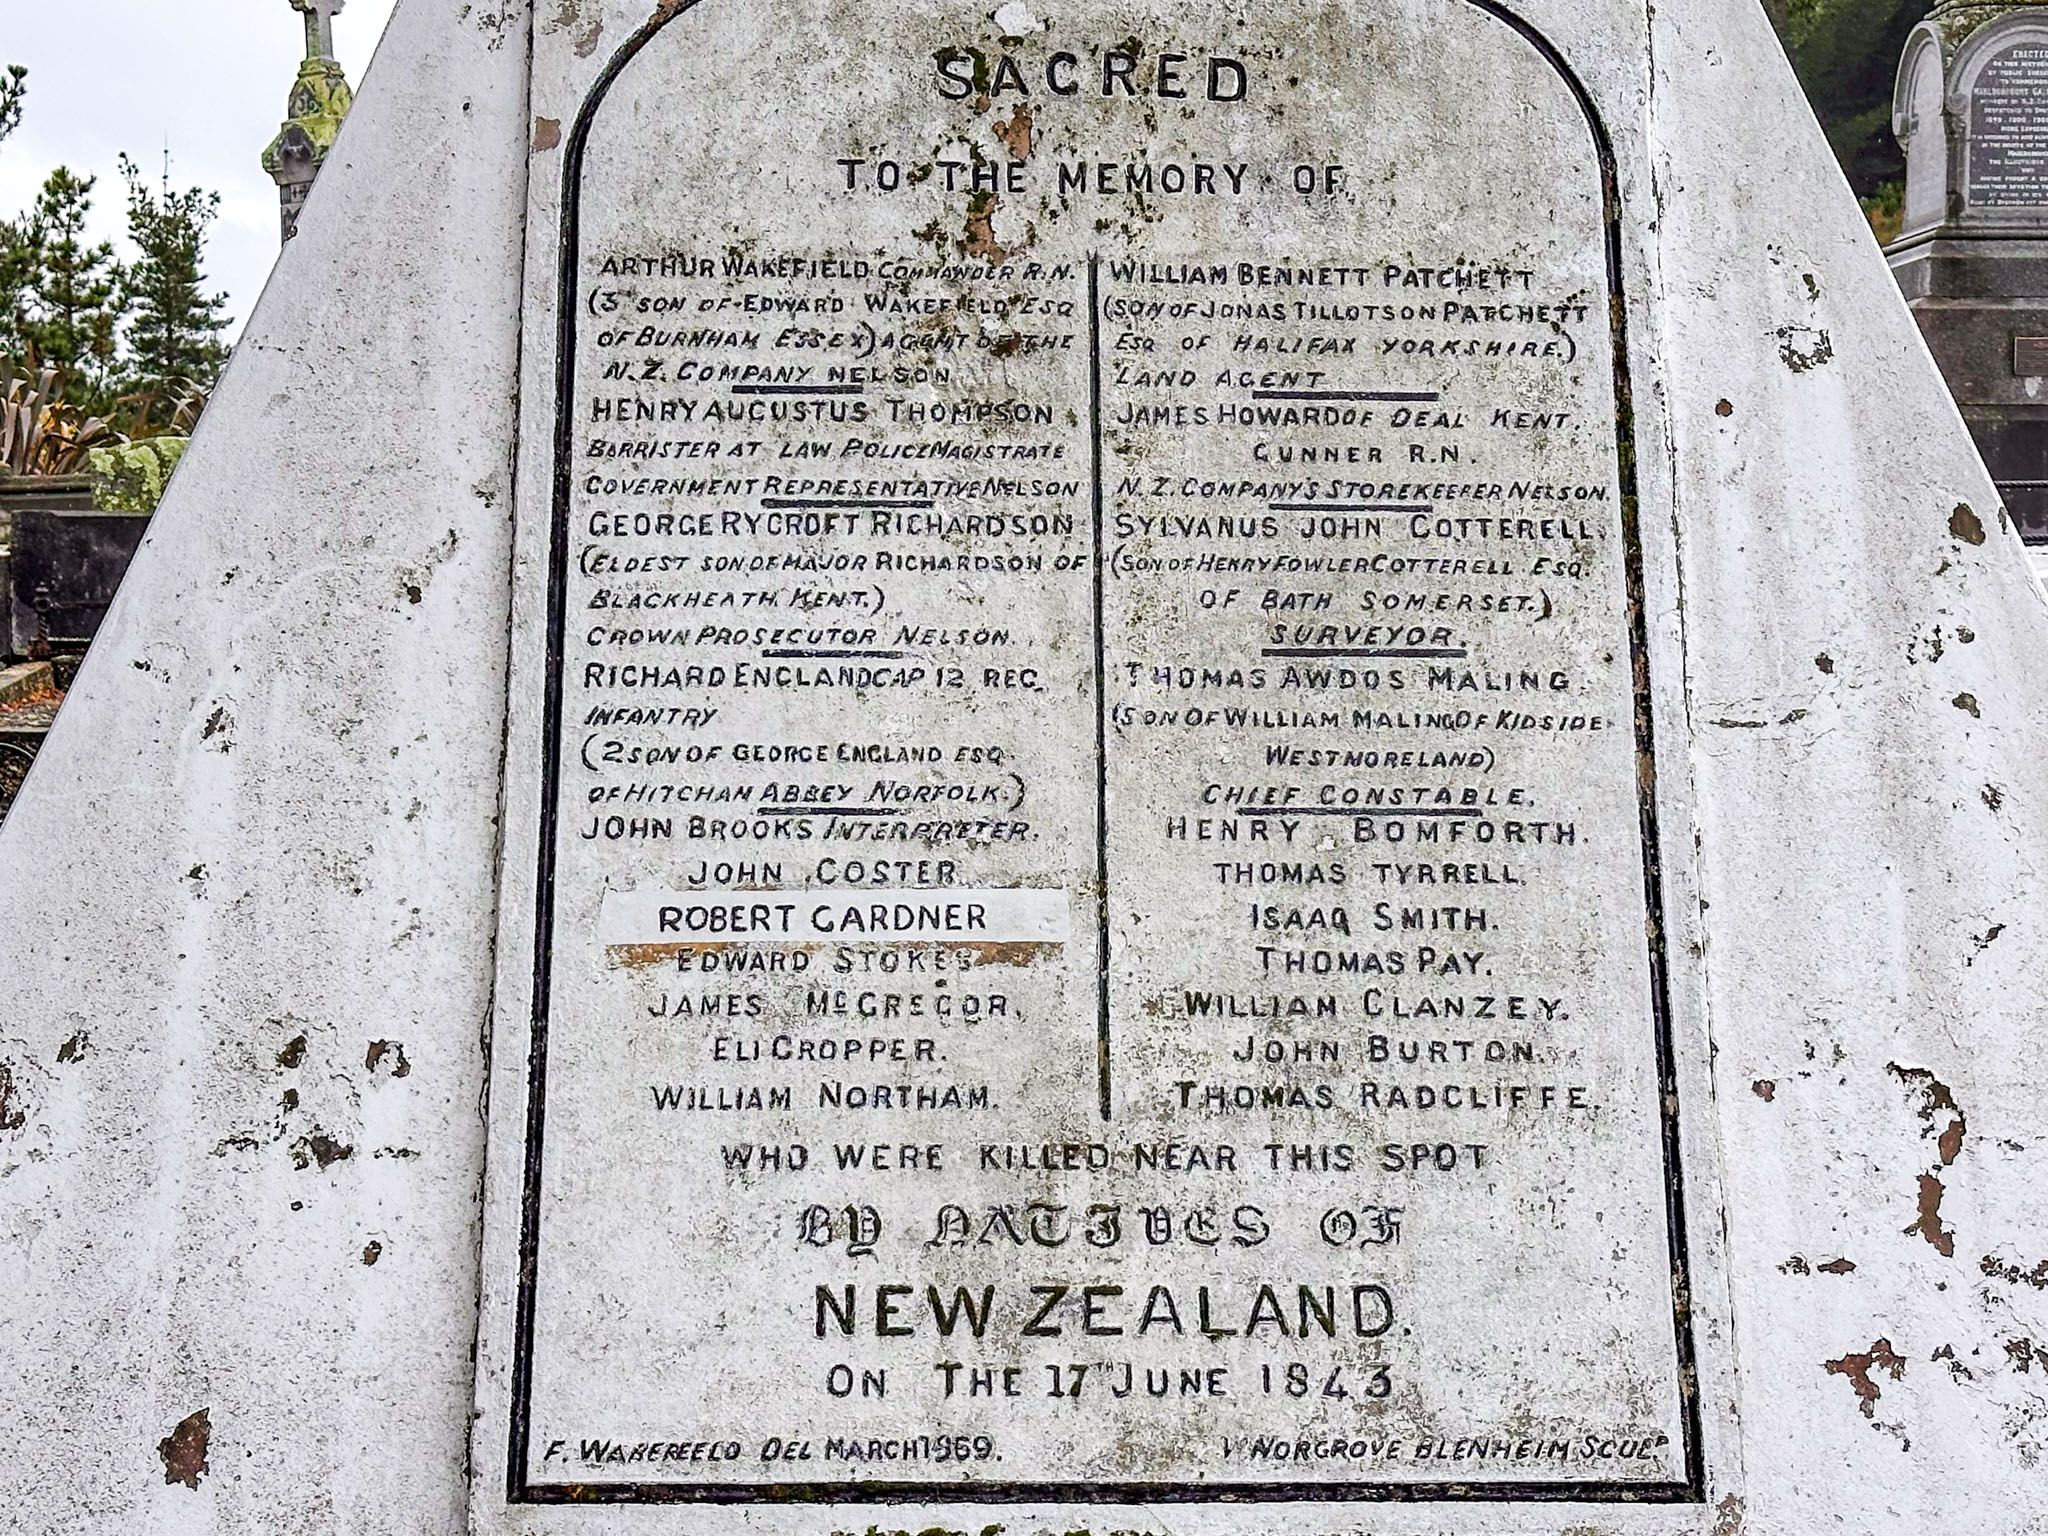 SACRED
TO THE MEMORY OF
ARTHUR WAKEFIELD COMMANDER R.N.
(3 SON OF EDWARD WAKEFIELD ESQ
OF BURNHAM ESSEX) AGENT OF THE
N.Z. COMPANY NELSON
HENRY AUGUSTUS THOMPSON
BARRISTER AT LAW POLICE MAGISTRATE
GOVERNMENT REPRESENTATIVE NELSON
GEORGE RYCROFT RICHARDSON
(ELDEST SON OF MAJOR RICHARDSON OF
BLACKHEATH KENT.)
CROWN PROSECUTOR NELSON.
RICHARD ENGLAND CAP 12 REG
INFANTRY
(2 SON OF GEORGE ENGLAND ESQ
OF HITCHAM ABBEY NORFOLK.)
JOHN BROOKS INTERPRETER.
JOHN COSTER
ROBERT GARDNER
EDWARD STOKES
JAMES McGREGOR.
ELI CROPPER.
WILLIAM NORTHAM.
WILLIAM BENNETT PATCHETT
(SON OF JONAS TILLOTSON PATCHETT
ESQ OF HALIFAX YORKSHIRE.)
LAND AGENT
JAMES HOWARD OF DEAL KENT.
GUNNER R.N.
N.Z. COMPANY'S STOREKEEPER NELSON.
SYLVANUS JOHN COTTERELL.
(SON OF HENRY FOWLER COTTERELL ESQ.
OF BATH SOMERSET.)
SURVEYOR.
THOMAS AWDOS MALING
(SON OF WILLIAM MALING OF KIDSIDE
WESTMORELAND)
CHIEF CONSTABLE.
HENRY BOMFORTH.
THOMAS TYRRELL.
ISAAQ SMITH.
THOMAS PAY.
WILLIAM CLANZEY.
JOHN BURTON.
THOMAS RADCLIFFE.
WHO WERE KILLED NEAR THIS SPOT
BY NATIVES OF
NEW ZEALAND.
ON THE 17TH JUNE 1843
F. WABEREELD DEL MARCH 1969.
NORGROVE BLENHEIM SCULP
ERECTED